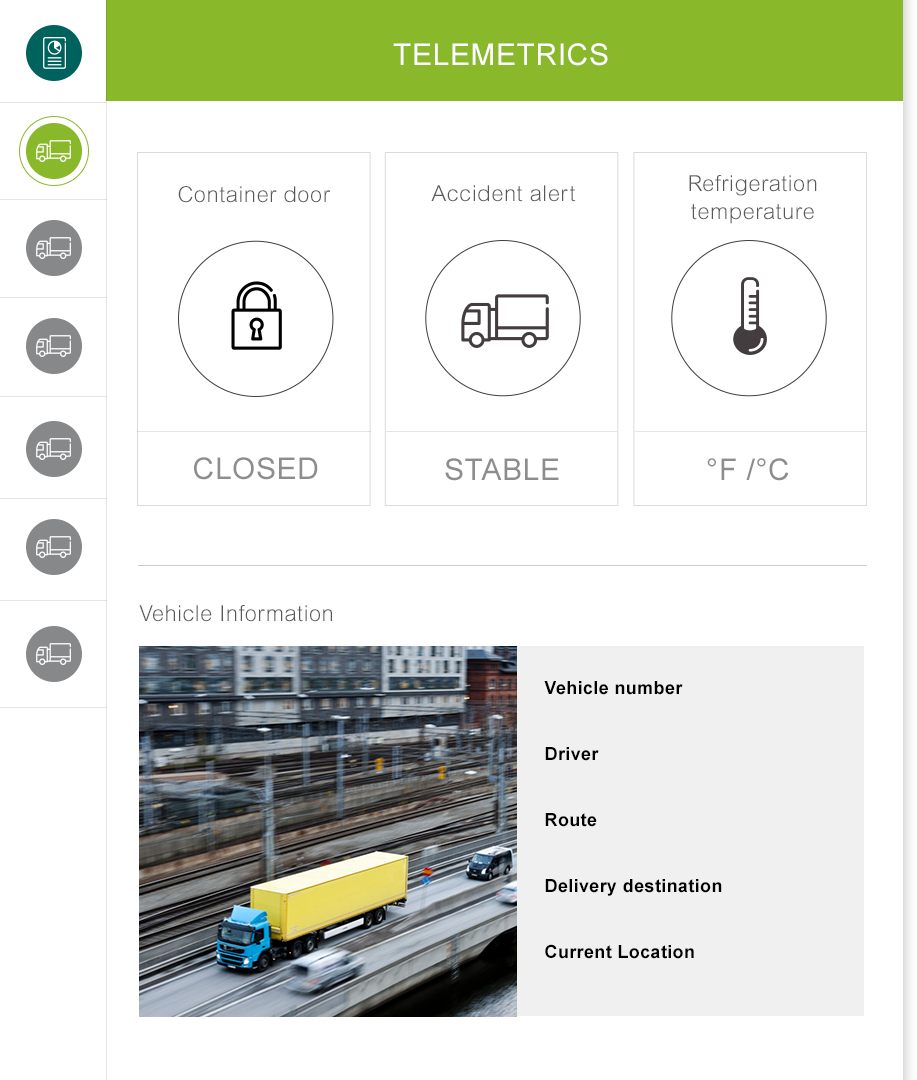 TELEMETRICS
Container door
Accident alert
Refrigeration
temperature
CLOSED
STABLE
°F /°C
Vehicle Information
Vehicle number
Driver
Route
Delivery destination
Current Location